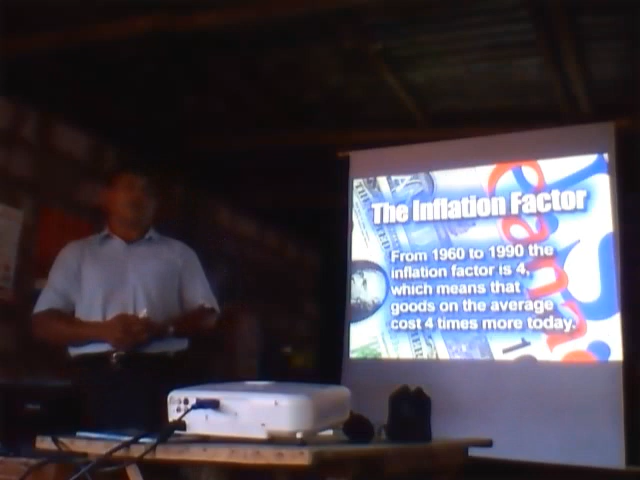 The Inflation Factor
From 1960 to 1990 the
inflation factor is 4,
which means that
goods on the average
cost 4 times more today.